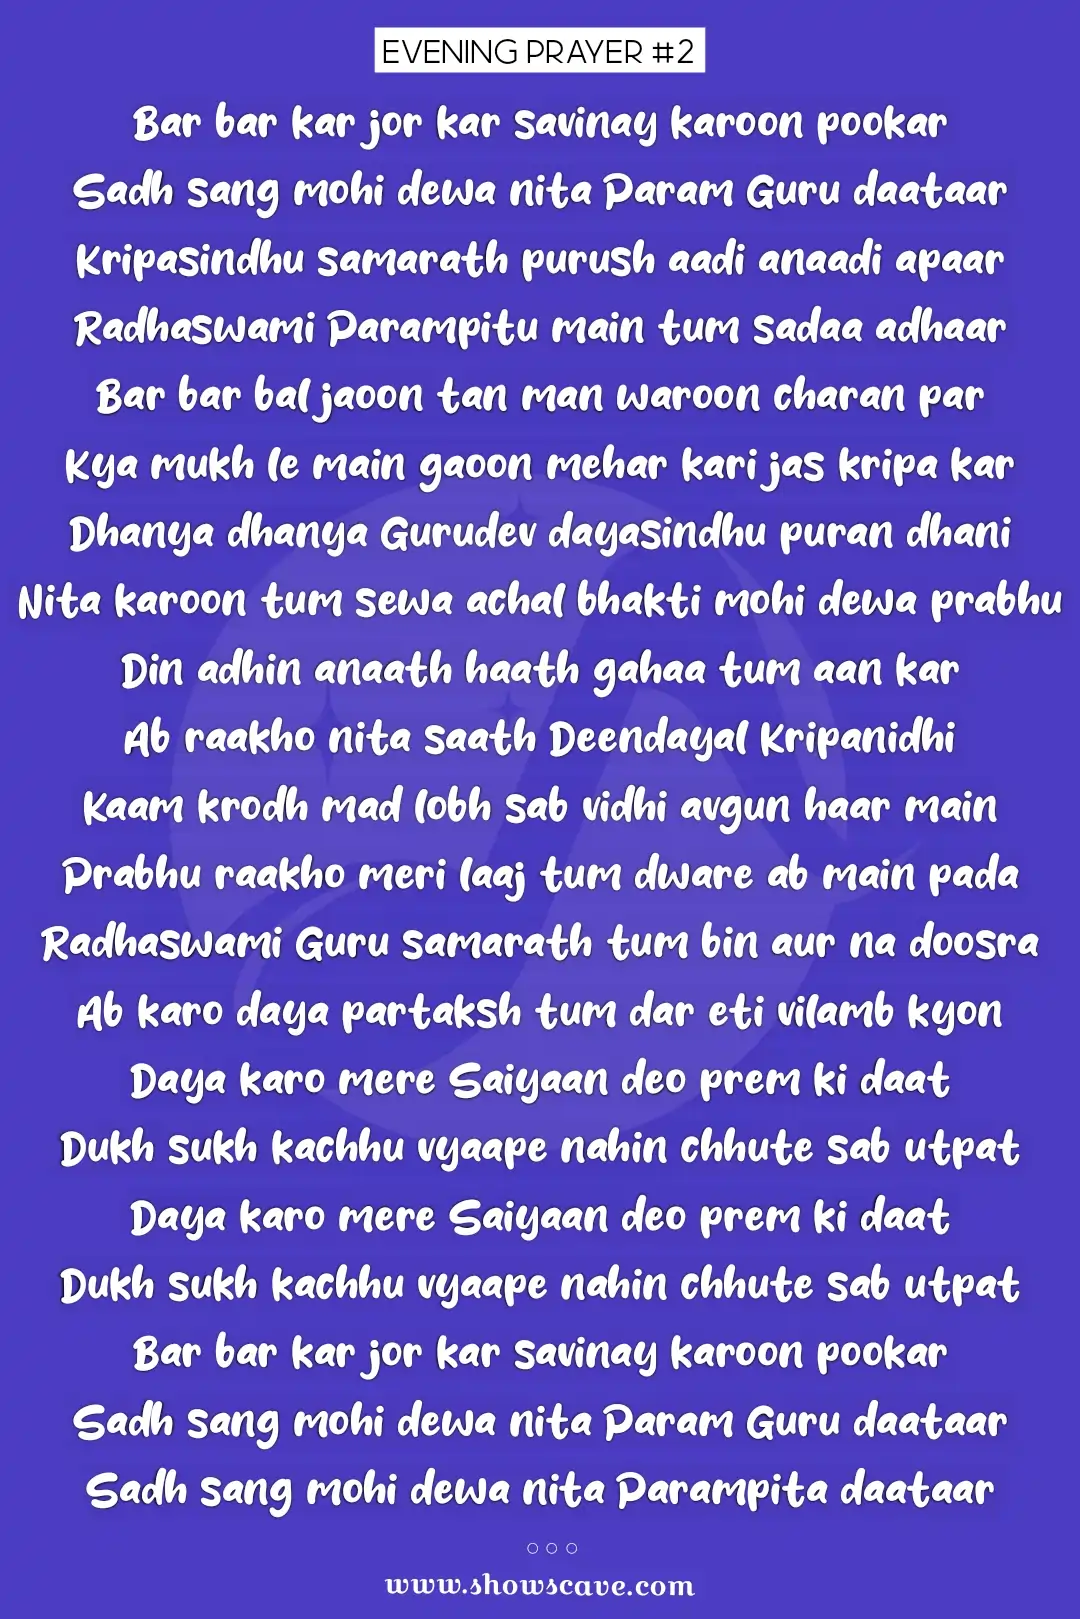 EVENING PRAYER #2
Bar bar kar jor kar savinay karoon pookar
Sadh sang mohi dewa nita Param Guru daataar
Kripasindhu samarath purush aadi anaadi apaar
Radhaswami Parampitu main tum sadaa adhaar
Bar bar bal jaoon tan man waroon charan par
Kya mukh le main gaoon mehar kari jas kripa kar
Dhanya dhanya Gurudev dayasindhu puran dhani
Nita karoon tum sewa achal bhakti mohi dewa prabhu
Din adhin anaath haath gahaa tum aan kar
Ab raakho nita saath Deendayal Kripanidhi
Kaam krodh mad lobh sab vidhi avgun haar main
Prabhu raakho meri laaj tum dware ab main pada
Radhaswami Guru samarath tum bin aur na doosra
Ab karo daya partaksh tum dar eti vilamb kyon
Daya karo mere Saiyaan deo prem ki daat
Dukh sukh kachhu vyaape nahin chhute sab utpat
Daya karo mere Saiyaan deo prem ki daat
Dukh sukh kachhu vyaape nahin chhute sab utpat
Bar bar kar jor kar savinay karoon pookar
Sadh sang mohi dewa nita Param Guru daataar
Sadh sang mohi dewa nita Parampita daataar
www.showscave.com